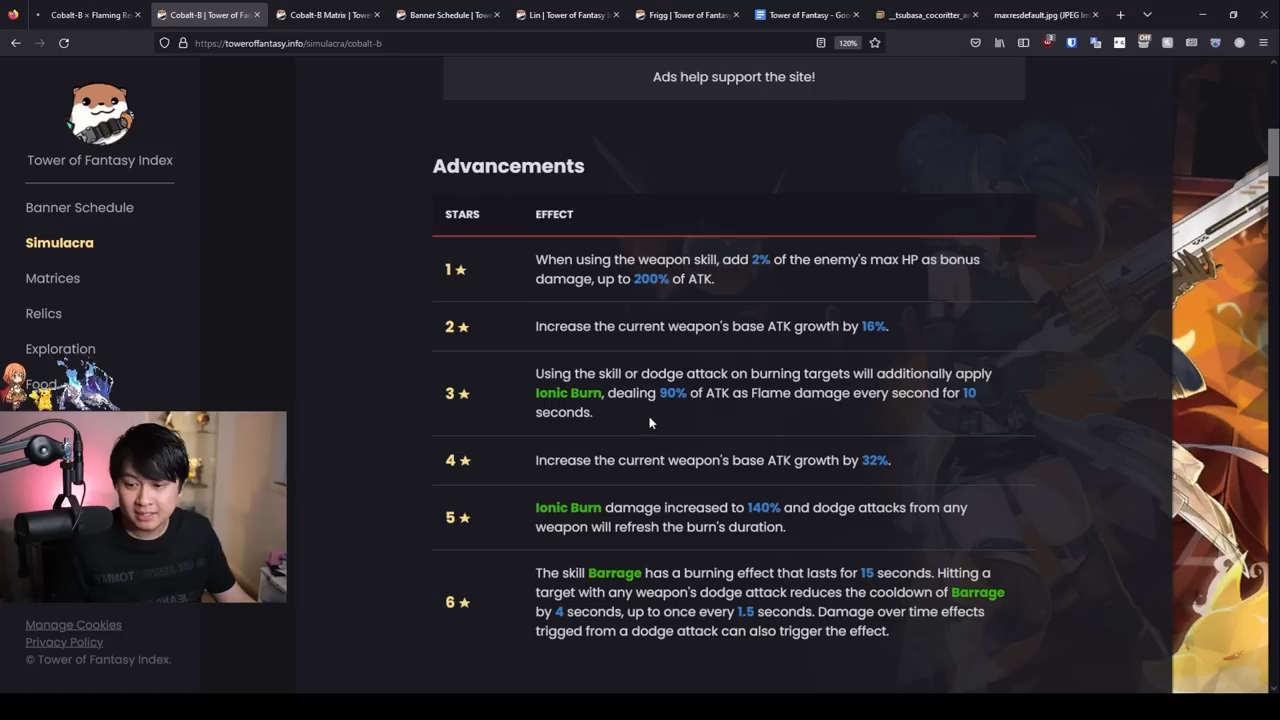 Cobalt-B × Flaming Re
Cobalt-B | Tower of Fan
Cobalt-B Matrix | Towe
Banner Schedule | Tow
Lin | Tower of Fantasy I
Frigg | Tower of Fantasy
Tower of Fantasy - Goo
__tsubasa_cocoritter_ar
maxresdefault.jpg (JPEG Im
https://toweroffantasy.info/simulacra/cobalt-b
120%
3
Off
Ads help support the site!
Tower of Fantasy Index
Banner Schedule
Simulacra
Matrices
Relics
Exploration
Food
Manage Cookies
Privacy Policy
© Tower of Fantasy Index.
Advancements
STARS EFFECT
1★ When using the weapon skill, add 2% of the enemy's max HP as bonus
damage, up to 200% of ATK.
2★ Increase the current weapon's base ATK growth by 16%.
3★ Using the skill or dodge attack on burning targets will additionally apply
Ionic Burn, dealing 90% of ATK as Flame damage every second for 10
seconds.
4★ Increase the current weapon's base ATK growth by 32%.
5★ Ionic Burn damage increased to 140% and dodge attacks from any
weapon will refresh the burn's duration.
6★ The skill Barrage has a burning effect that lasts for 15 seconds. Hitting a
target with any weapon's dodge attack reduces the cooldown of Barrage
by 4 seconds, up to once every 1.5 seconds. Damage over time effects
trigged from a dodge attack can also trigger the effect.